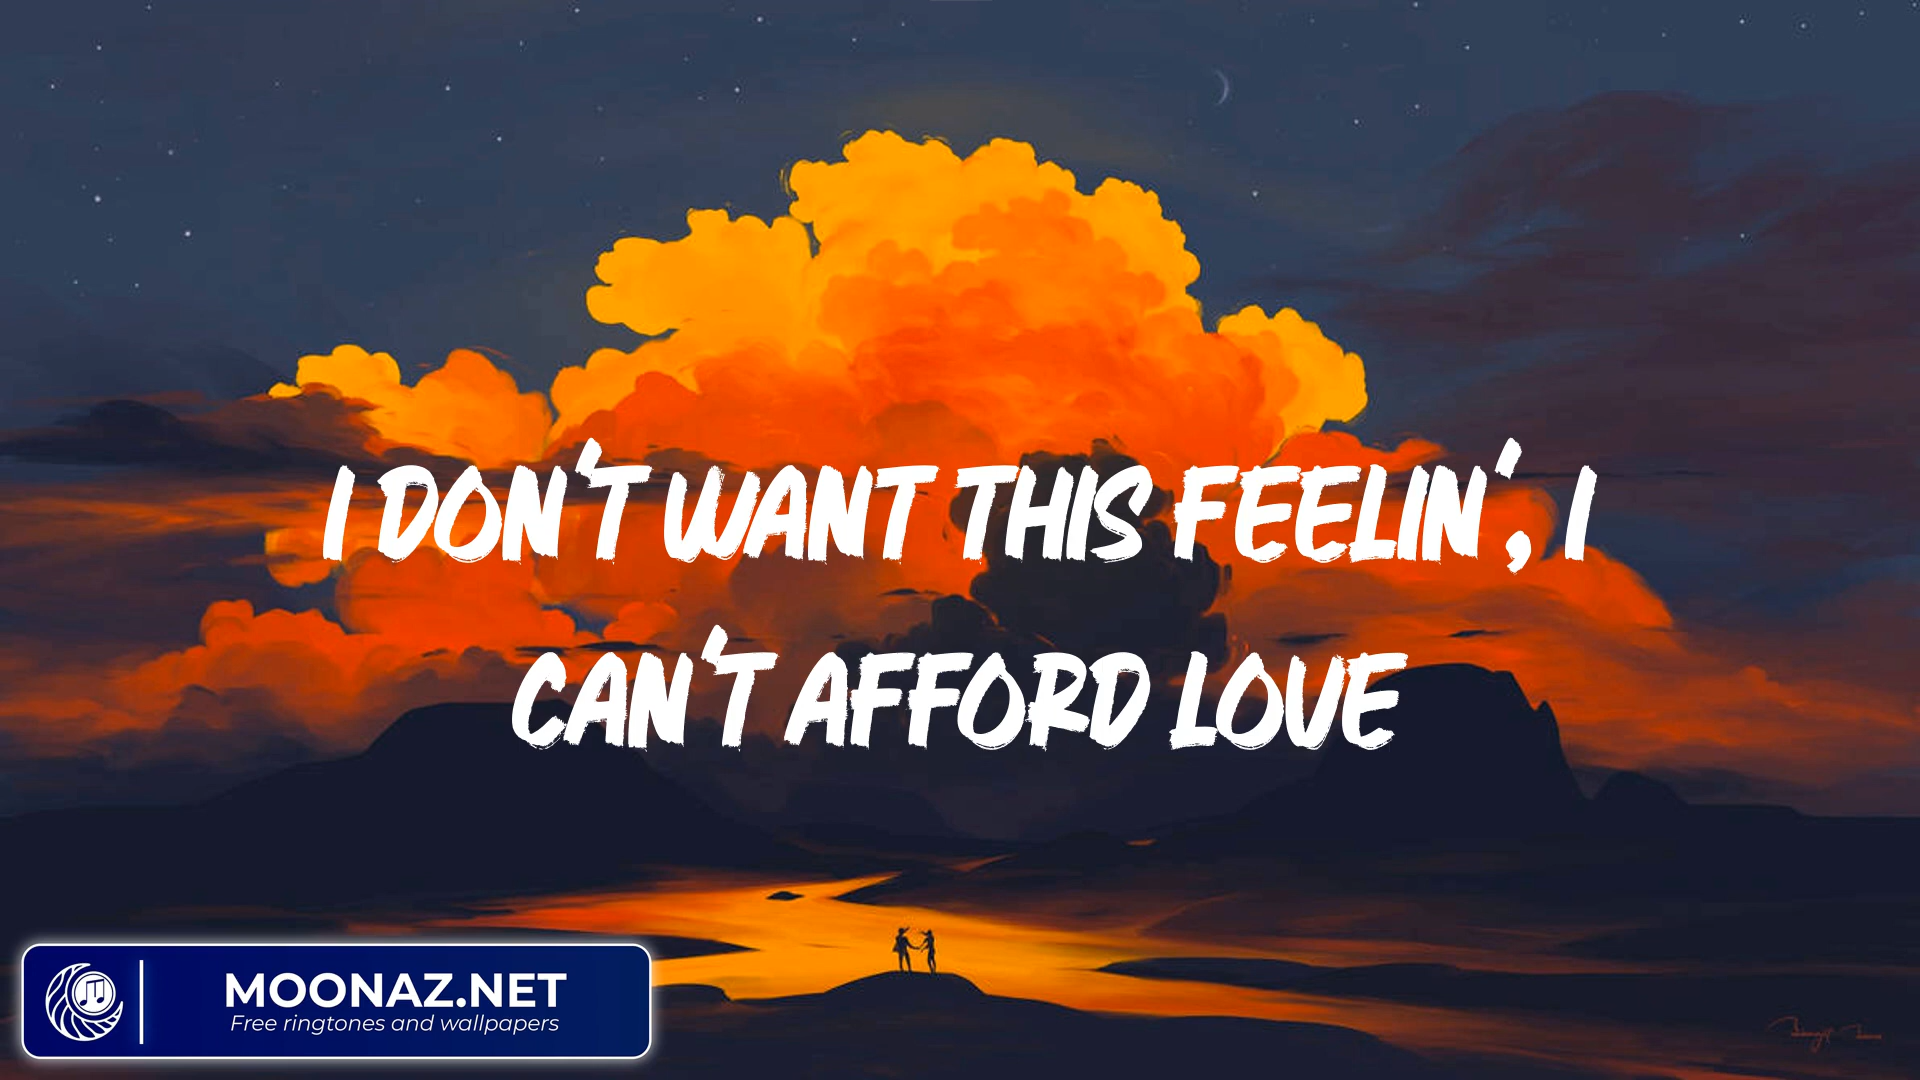 I DON'T WANT THIS FEELIN', I
CAN'T AFFORD LOVE
MOONAZ.NET
Free ringtones and wallpapers